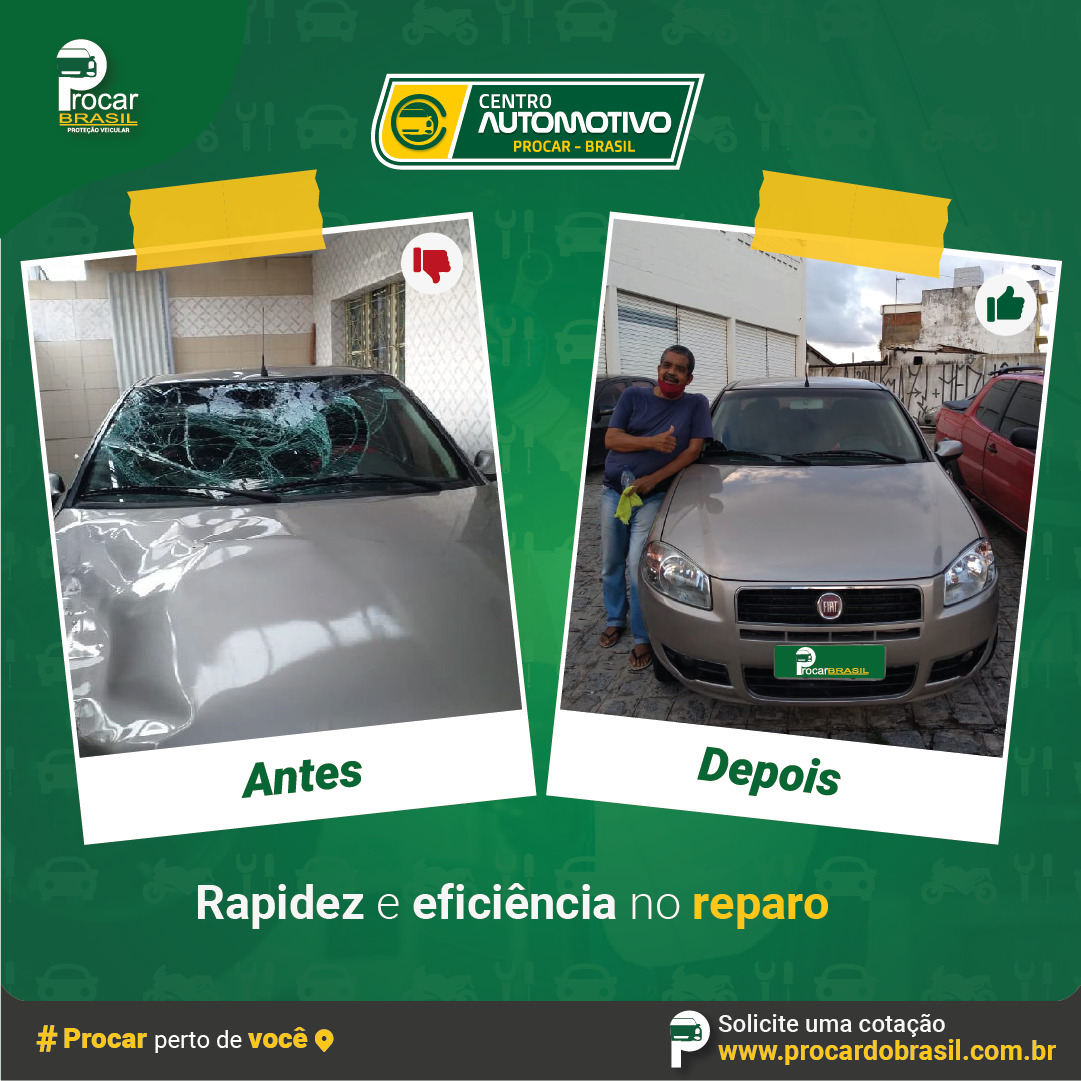 Procar
BRASIL
PROTEÇÃO VEICULAR
CENTRO
AUTOMOTIVO
PROCAR - BRASIL
FIAT
ProcarBRASIL
Antes
Depois
Rapidez e eficiência no reparo
# Procar perto de você
Solicite uma cotação
www.procardobrasil.com.br